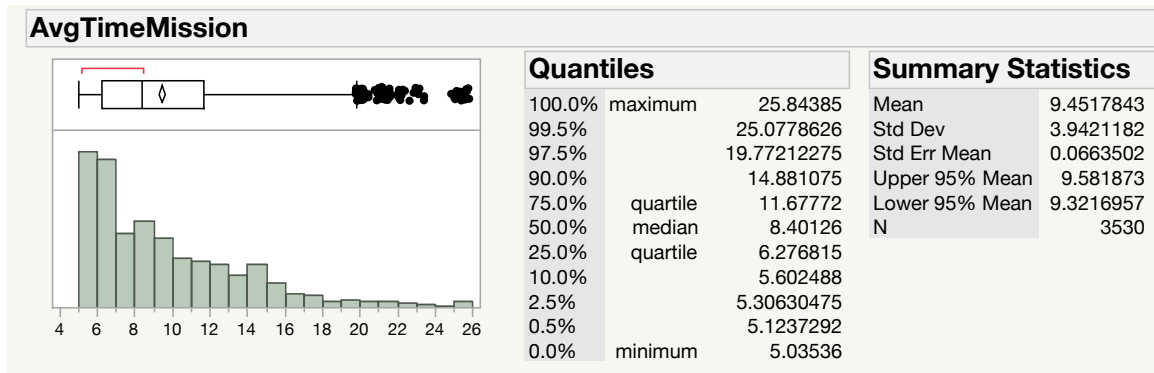 AvgTimeMission
4 6 8 10 12 14 16 18 20 22 24 26
Quantiles
100.0% maximum 25.84385
99.5% 25.0778626
97.5% 19.77212275
90.0% 14.881075
75.0% quartile 11.67772
50.0% median 8.40126
25.0% quartile 6.276815
10.0% 5.602488
2.5% 5.30630475
0.5% 5.1237292
0.0% minimum 5.03536
Summary Statistics
Mean 9.4517843
Std Dev 3.9421182
Std Err Mean 0.0663502
Upper 95% Mean 9.581873
Lower 95% Mean 9.3216957
N 3530